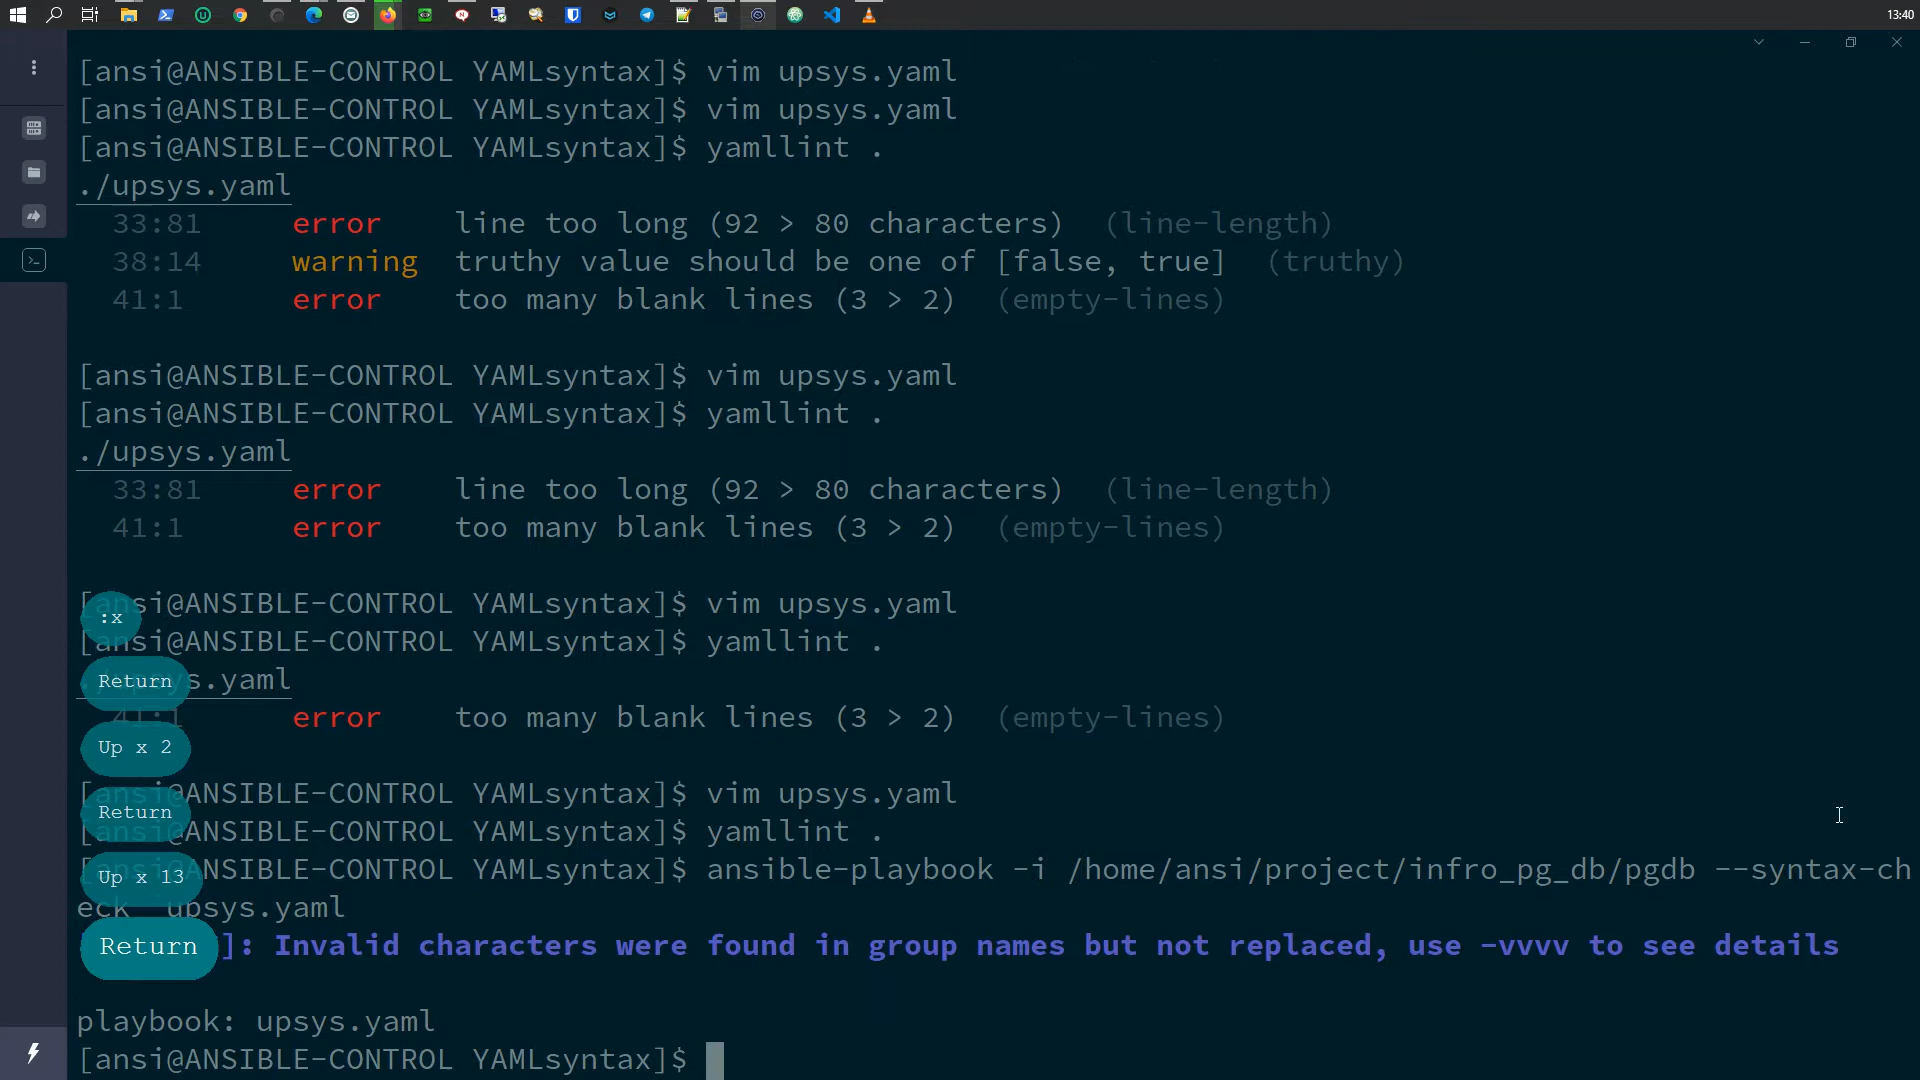 13:40
[ansi@ANSIBLE-CONTROL YAMLsyntax]$ vim upsys.yaml
[ansi@ANSIBLE-CONTROL YAMLsyntax]$ vim upsys.yaml
[ansi@ANSIBLE-CONTROL YAMLsyntax]$ yamllint .
./upsys.yaml
33:81 error line too long (92 > 80 characters) (line-length)
38:14 warning truthy value should be one of [false, true] (truthy)
41:1 error too many blank lines (3 > 2) (empty-lines)
[ansi@ANSIBLE-CONTROL YAMLsyntax]$ vim upsys.yaml
[ansi@ANSIBLE-CONTROL YAMLsyntax]$ yamllint .
./upsys.yaml
33:81 error line too long (92 > 80 characters) (line-length)
41:1 error too many blank lines (3 > 2) (empty-lines)
[ansi@ANSIBLE-CONTROL YAMLsyntax]$ vim upsys.yaml
:x
[ansi@ANSIBLE-CONTROL YAMLsyntax]$ yamllint .
./upsys.yaml
Return
41:1 error too many blank lines (3 > 2) (empty-lines)
Up x 2
[ansi@ANSIBLE-CONTROL YAMLsyntax]$ vim upsys.yaml
Return
[ansi@ANSIBLE-CONTROL YAMLsyntax]$ yamllint .
[ansi@ANSIBLE-CONTROL YAMLsyntax]$ ansible-playbook -i /home/ansi/project/infro_pg_db/pgdb --syntax-ch
Up x 13
eck upsys.yaml
Return
]: Invalid characters were found in group names but not replaced, use -vvvv to see details
playbook: upsys.yaml
[ansi@ANSIBLE-CONTROL YAMLsyntax]$